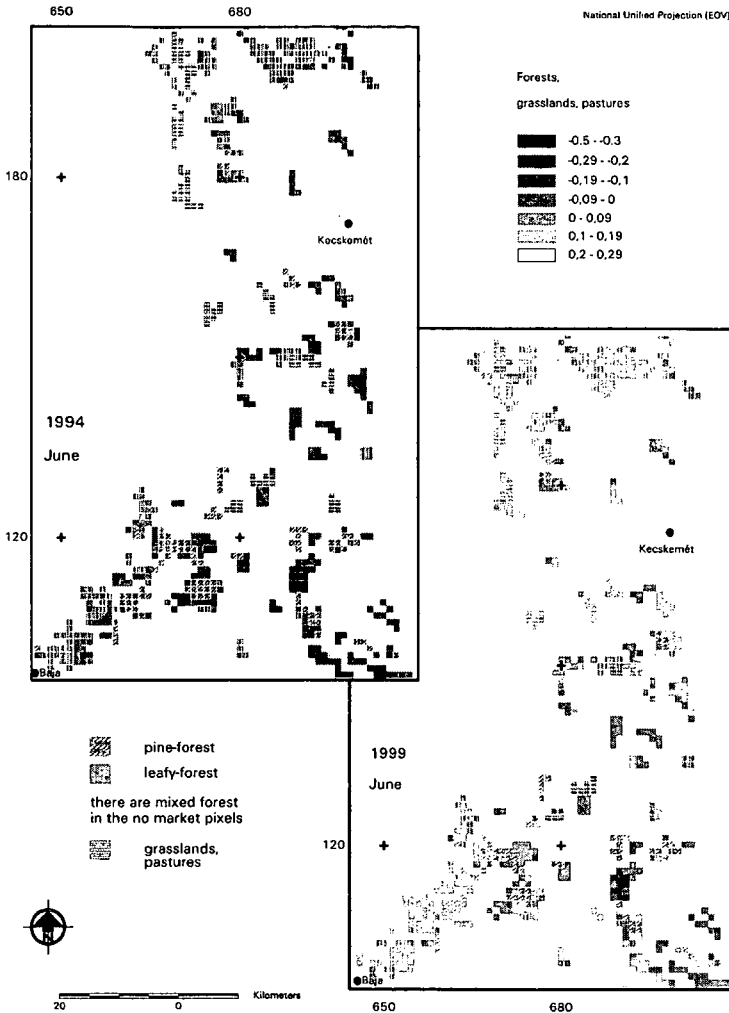 650
680
National Unified Projection (EOV)
Forests,
grasslands, pastures
-0.5 - -0.3
-0.29 - -0,2
-0,19 - -0,1
-0,09 - 0
0 - 0,09
0,1 - 0,19
0,2 - 0,29
180
Kecskemét
1994
June
120
Baja
Kecskemét
pine-forest
leafy-forest
there are mixed forest
in the no market pixels
grasslands,
pastures
1999
June
120
N
Baja
Kilometers
20
0
650
680